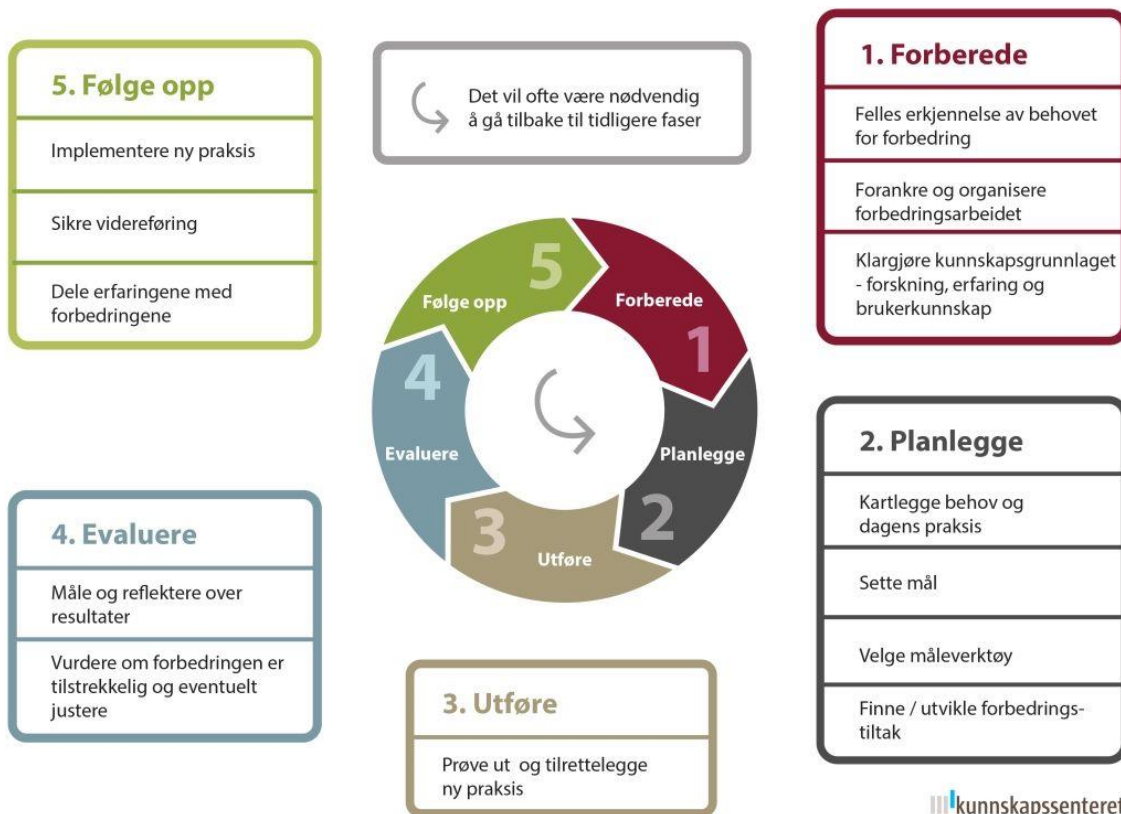 5. Følge opp
Implementere ny praksis
Sikre videreføring
Dele erfaringene med
forbedringene
Det vil ofte være nødvendig
å gå tilbake til tidligere faser
1. Forberede
Felles erkjennelse av behovet
for forbedring
Forankre og organisere
forbedringsarbeidet
Klargjøre kunnskapsgrunnlaget
- forskning, erfaring og
brukerkunnskap
5
Følge opp
Forberede
1
4
Evaluere
Planlegge
2
3
Utføre
2. Planlegge
Kartlegge behov og
dagens praksis
Sette mål
Velge måleverktøy
Finne / utvikle forbedrings-
tiltak
4. Evaluere
Måle og reflektere over
resultater
Vurdere om forbedringen er
tilstrekkelig og eventuelt
justere
3. Utføre
Prøve ut og tilrettelegge
ny praksis
kunnskapssenteret